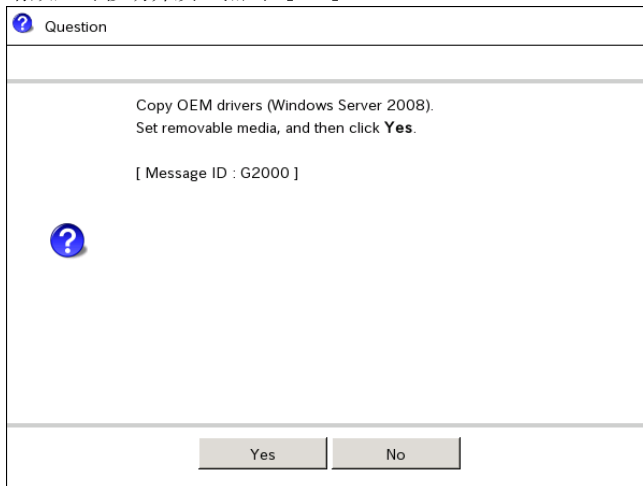 Question
Copy OEM drivers (Windows Server 2008).
Set removable media, and then click Yes.
[ Message ID : G2000 ]
Yes
No